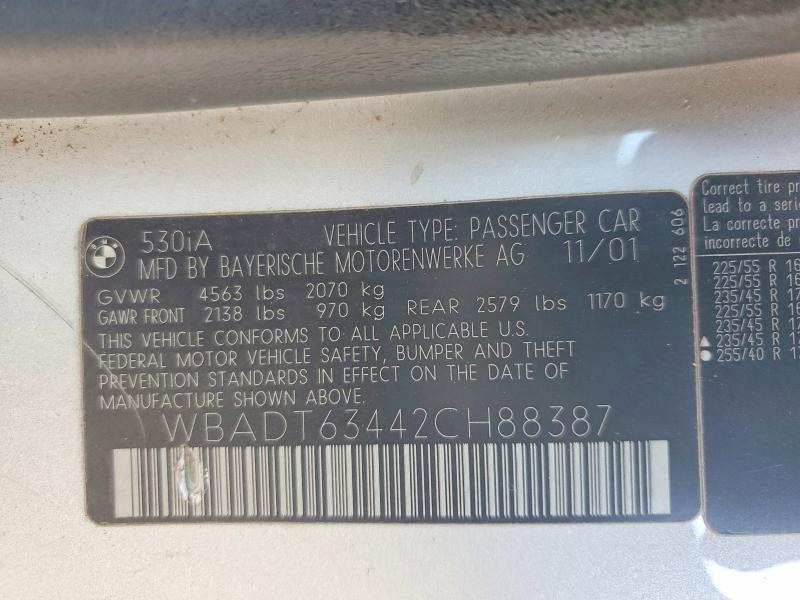 BMW
530iA VEHICLE TYPE: PASSENGER CAR
MFD BY BAYERISCHE MOTORENWERKE AG 11/01
GVWR 4563 lbs 2070 kg
GAWR FRONT 2138 lbs 970 kg REAR 2579 lbs 1170 kg
THIS VEHICLE CONFORMS TO ALL APPLICABLE U.S.
FEDERAL MOTOR VEHICLE SAFETY, BUMPER AND THEFT
PREVENTION STANDARDS IN EFFECT ON THE DATE OF
MANUFACTURE SHOWN ABOVE.
WBADT63442CH88387
2 122 606
Correct tire
lead to a
La correcte
incorrecte de
225/55 R
225/55 R
235/45 R
225/55 R
235/45 R
235/45 R
255/40 R